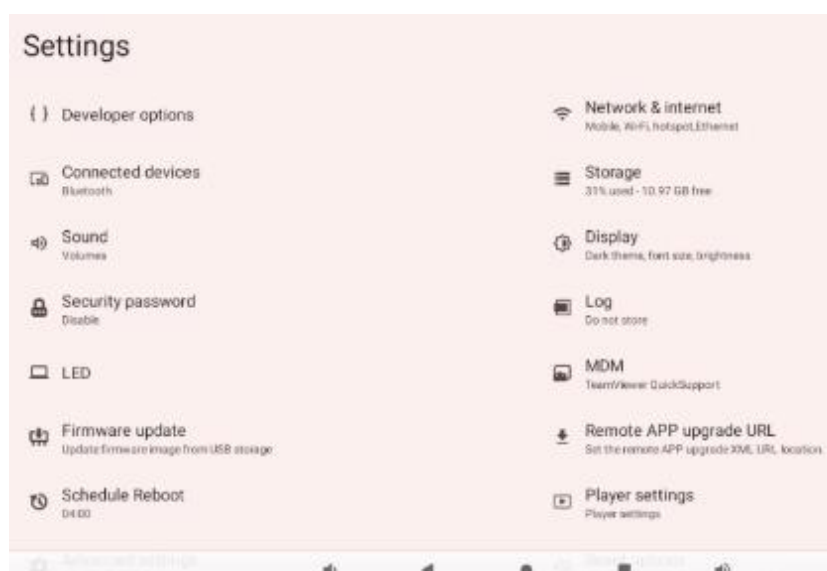 Settings
Developer options
Network & internet
Mobile, Wi-Fi, hotspot,Ethernet
Connected devices
Bluetooth
Storage
31% used - 10.97 GB free
Sound
Volumes
Display
Dark theme, font size, brightness
Security password
Disable
Log
Do not store
LED
MDM
TeamViewer QuickSupport
Firmware update
Update firmware image from USB storage
Remote APP upgrade URL
Set the remote APP upgrade XML URL location.
Schedule Reboot
04:00
Player settings
Player settings
Advanced settings